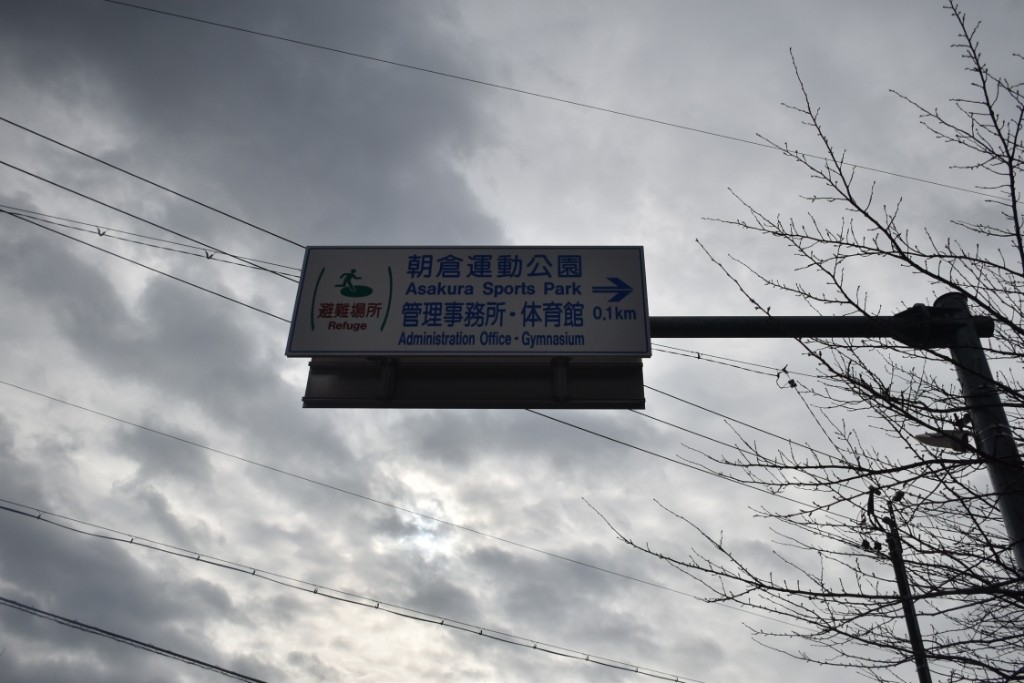 避難場所
Refuge
朝倉運動公園
Asakura Sports Park
管理事務所・体育館
Administration Office・Gymnasium
0.1km